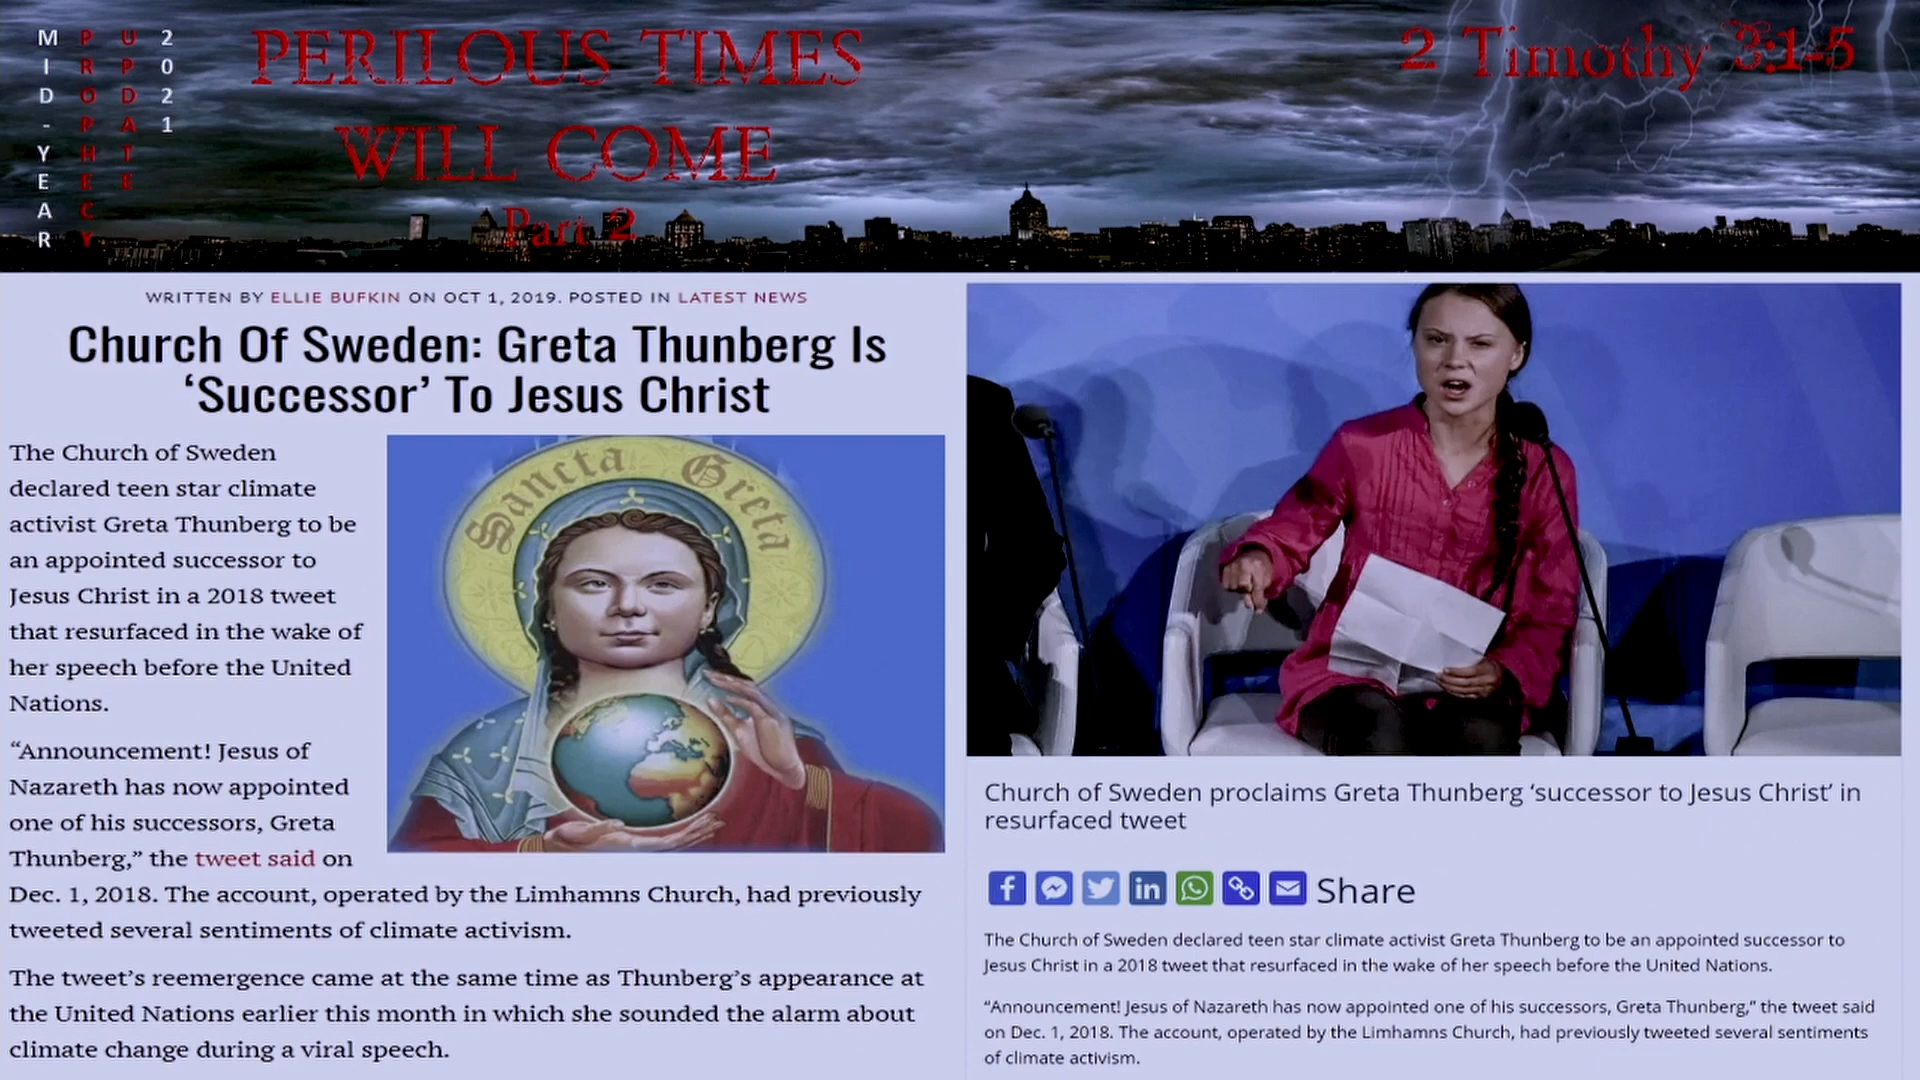 MID-YEAR
PROPHECY
UPDATE
2021
PERILOUS TIMES
WILL COME
Part 2
2 Timothy 3:1-5
WRITTEN BY ELLIE BUFKIN ON OCT 1, 2019. POSTED IN LATEST NEWS
Church Of Sweden: Greta Thunberg Is
‘Successor’ To Jesus Christ
The Church of Sweden
declared teen star climate
activist Greta Thunberg to be
an appointed successor to
Jesus Christ in a 2018 tweet
that resurfaced in the wake of
her speech before the United
Nations.
“Announcement! Jesus of
Nazareth has now appointed
one of his successors, Greta
Thunberg,” the tweet said on
Dec. 1, 2018. The account, operated by the Limhamns Church, had previously
tweeted several sentiments of climate activism.
The tweet’s reemergence came at the same time as Thunberg’s appearance at
the United Nations earlier this month in which she sounded the alarm about
climate change during a viral speech.
Sancta Greta
Church of Sweden proclaims Greta Thunberg ‘successor to Jesus Christ’ in
resurfaced tweet
Share
The Church of Sweden declared teen star climate activist Greta Thunberg to be an appointed successor to
Jesus Christ in a 2018 tweet that resurfaced in the wake of her speech before the United Nations.
“Announcement! Jesus of Nazareth has now appointed one of his successors, Greta Thunberg,” the tweet said
on Dec. 1, 2018. The account, operated by the Limhamns Church, had previously tweeted several sentiments
of climate activism.